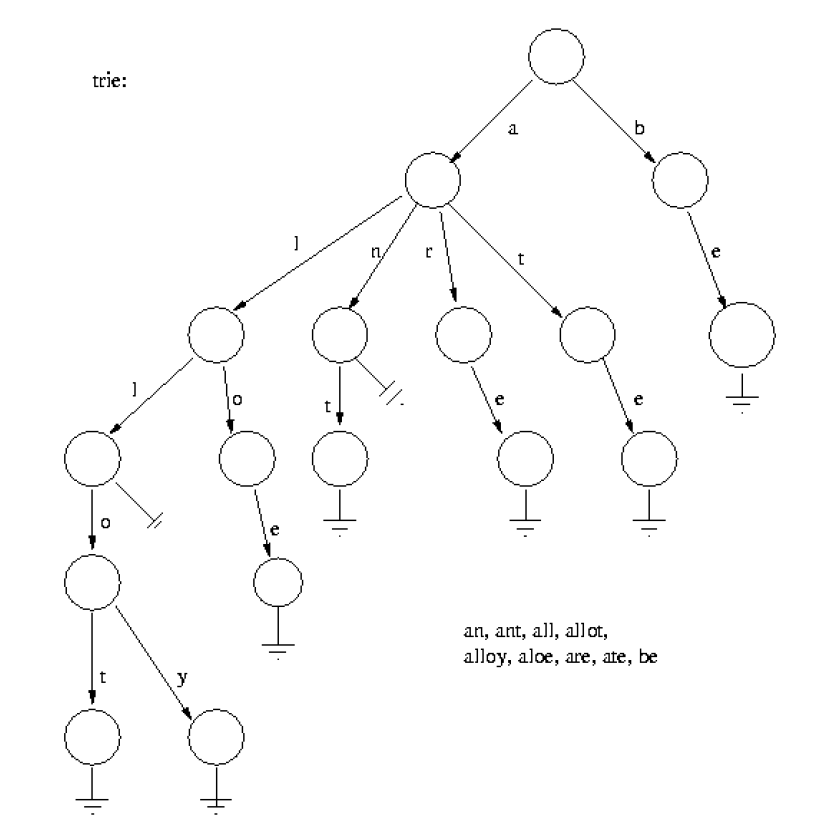 trie:
a
b
l
n
r
t
e
l
o
t
e
e
o
e
t
y
an, ant, all, allot,
alloy, aloe, are, ate, be